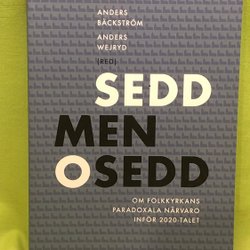 ANDERS
BÄCKSTRÖM
ANDERS
WEJRYD
(RED)
SEDD
MEN
OSEDD
OM FOLKKYRKANS
PARADOXALA NÄRVARO
INFÖR 2020-TALET